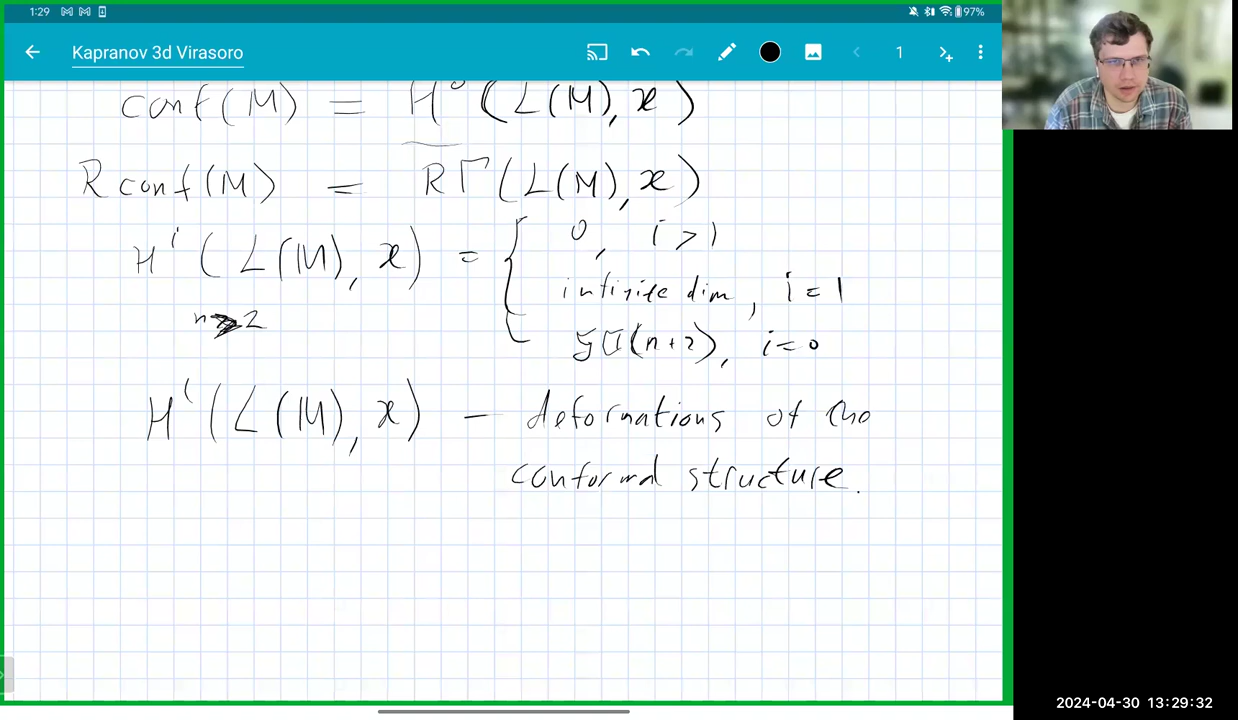 1:29
97%
Kapranov 3d Virasoro
1
conf(M) = H⁰(L(M), x)
Rconf(M) = RΓ(L(M), x)
Hⁱ(L(M), x) = { 0, i > 1
infinite dim, i = 1
(n+2), i = 0
n 2
H¹(L(M), x) — deformations of the
conformal structure.
2024-04-30 13:29:32